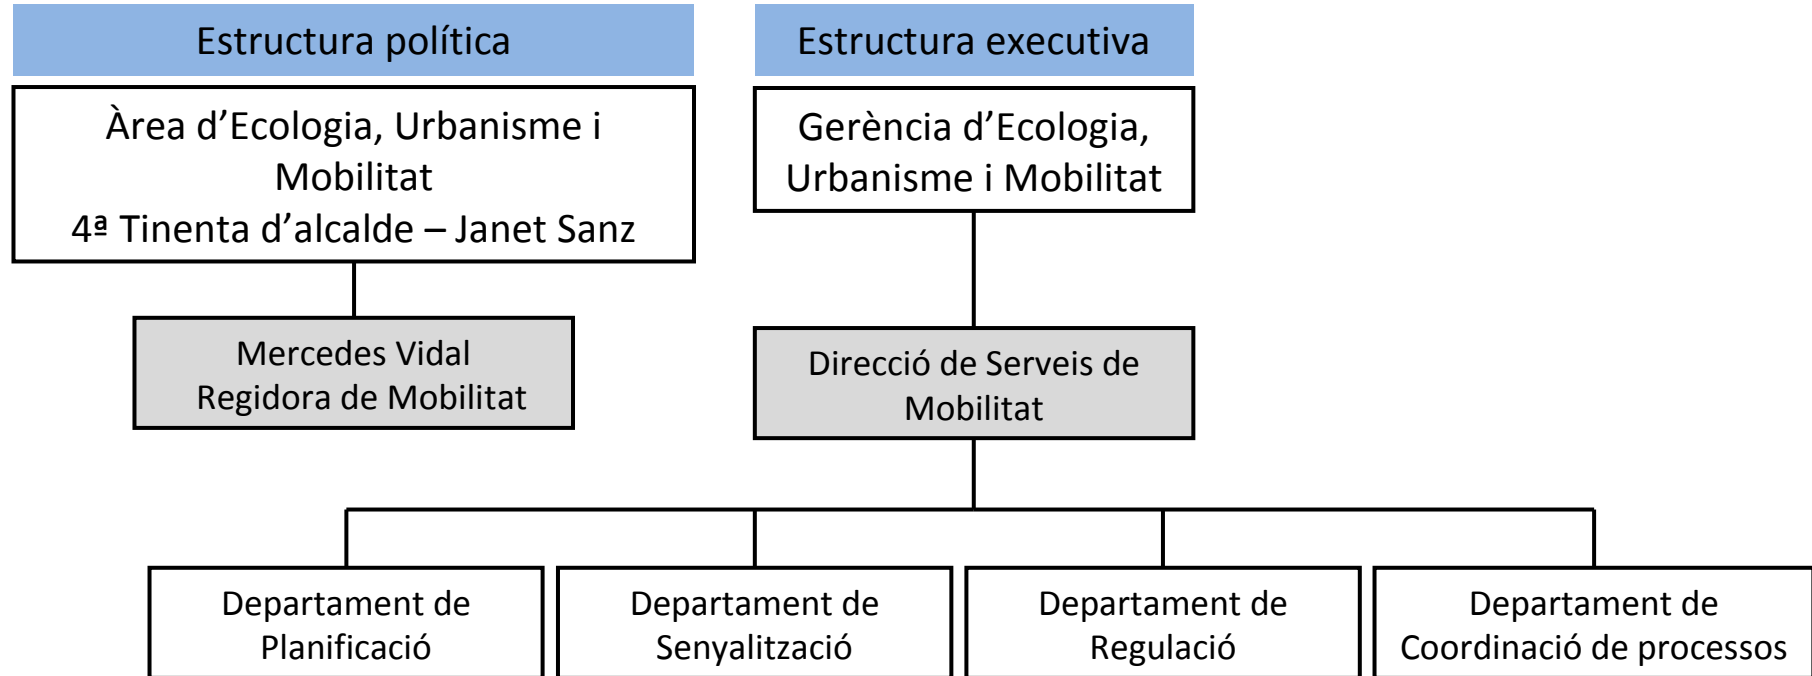 Estructura política
Estructura executiva
Àrea d’Ecologia, Urbanisme i
Mobilitat
4ª Tinenta d’alcalde – Janet Sanz
Gerència d’Ecologia,
Urbanisme i Mobilitat
Mercedes Vidal
Regidora de Mobilitat
Direcció de Serveis de
Mobilitat
Departament de
Planificació
Departament de
Senyalització
Departament de
Regulació
Departament de
Coordinació de processos